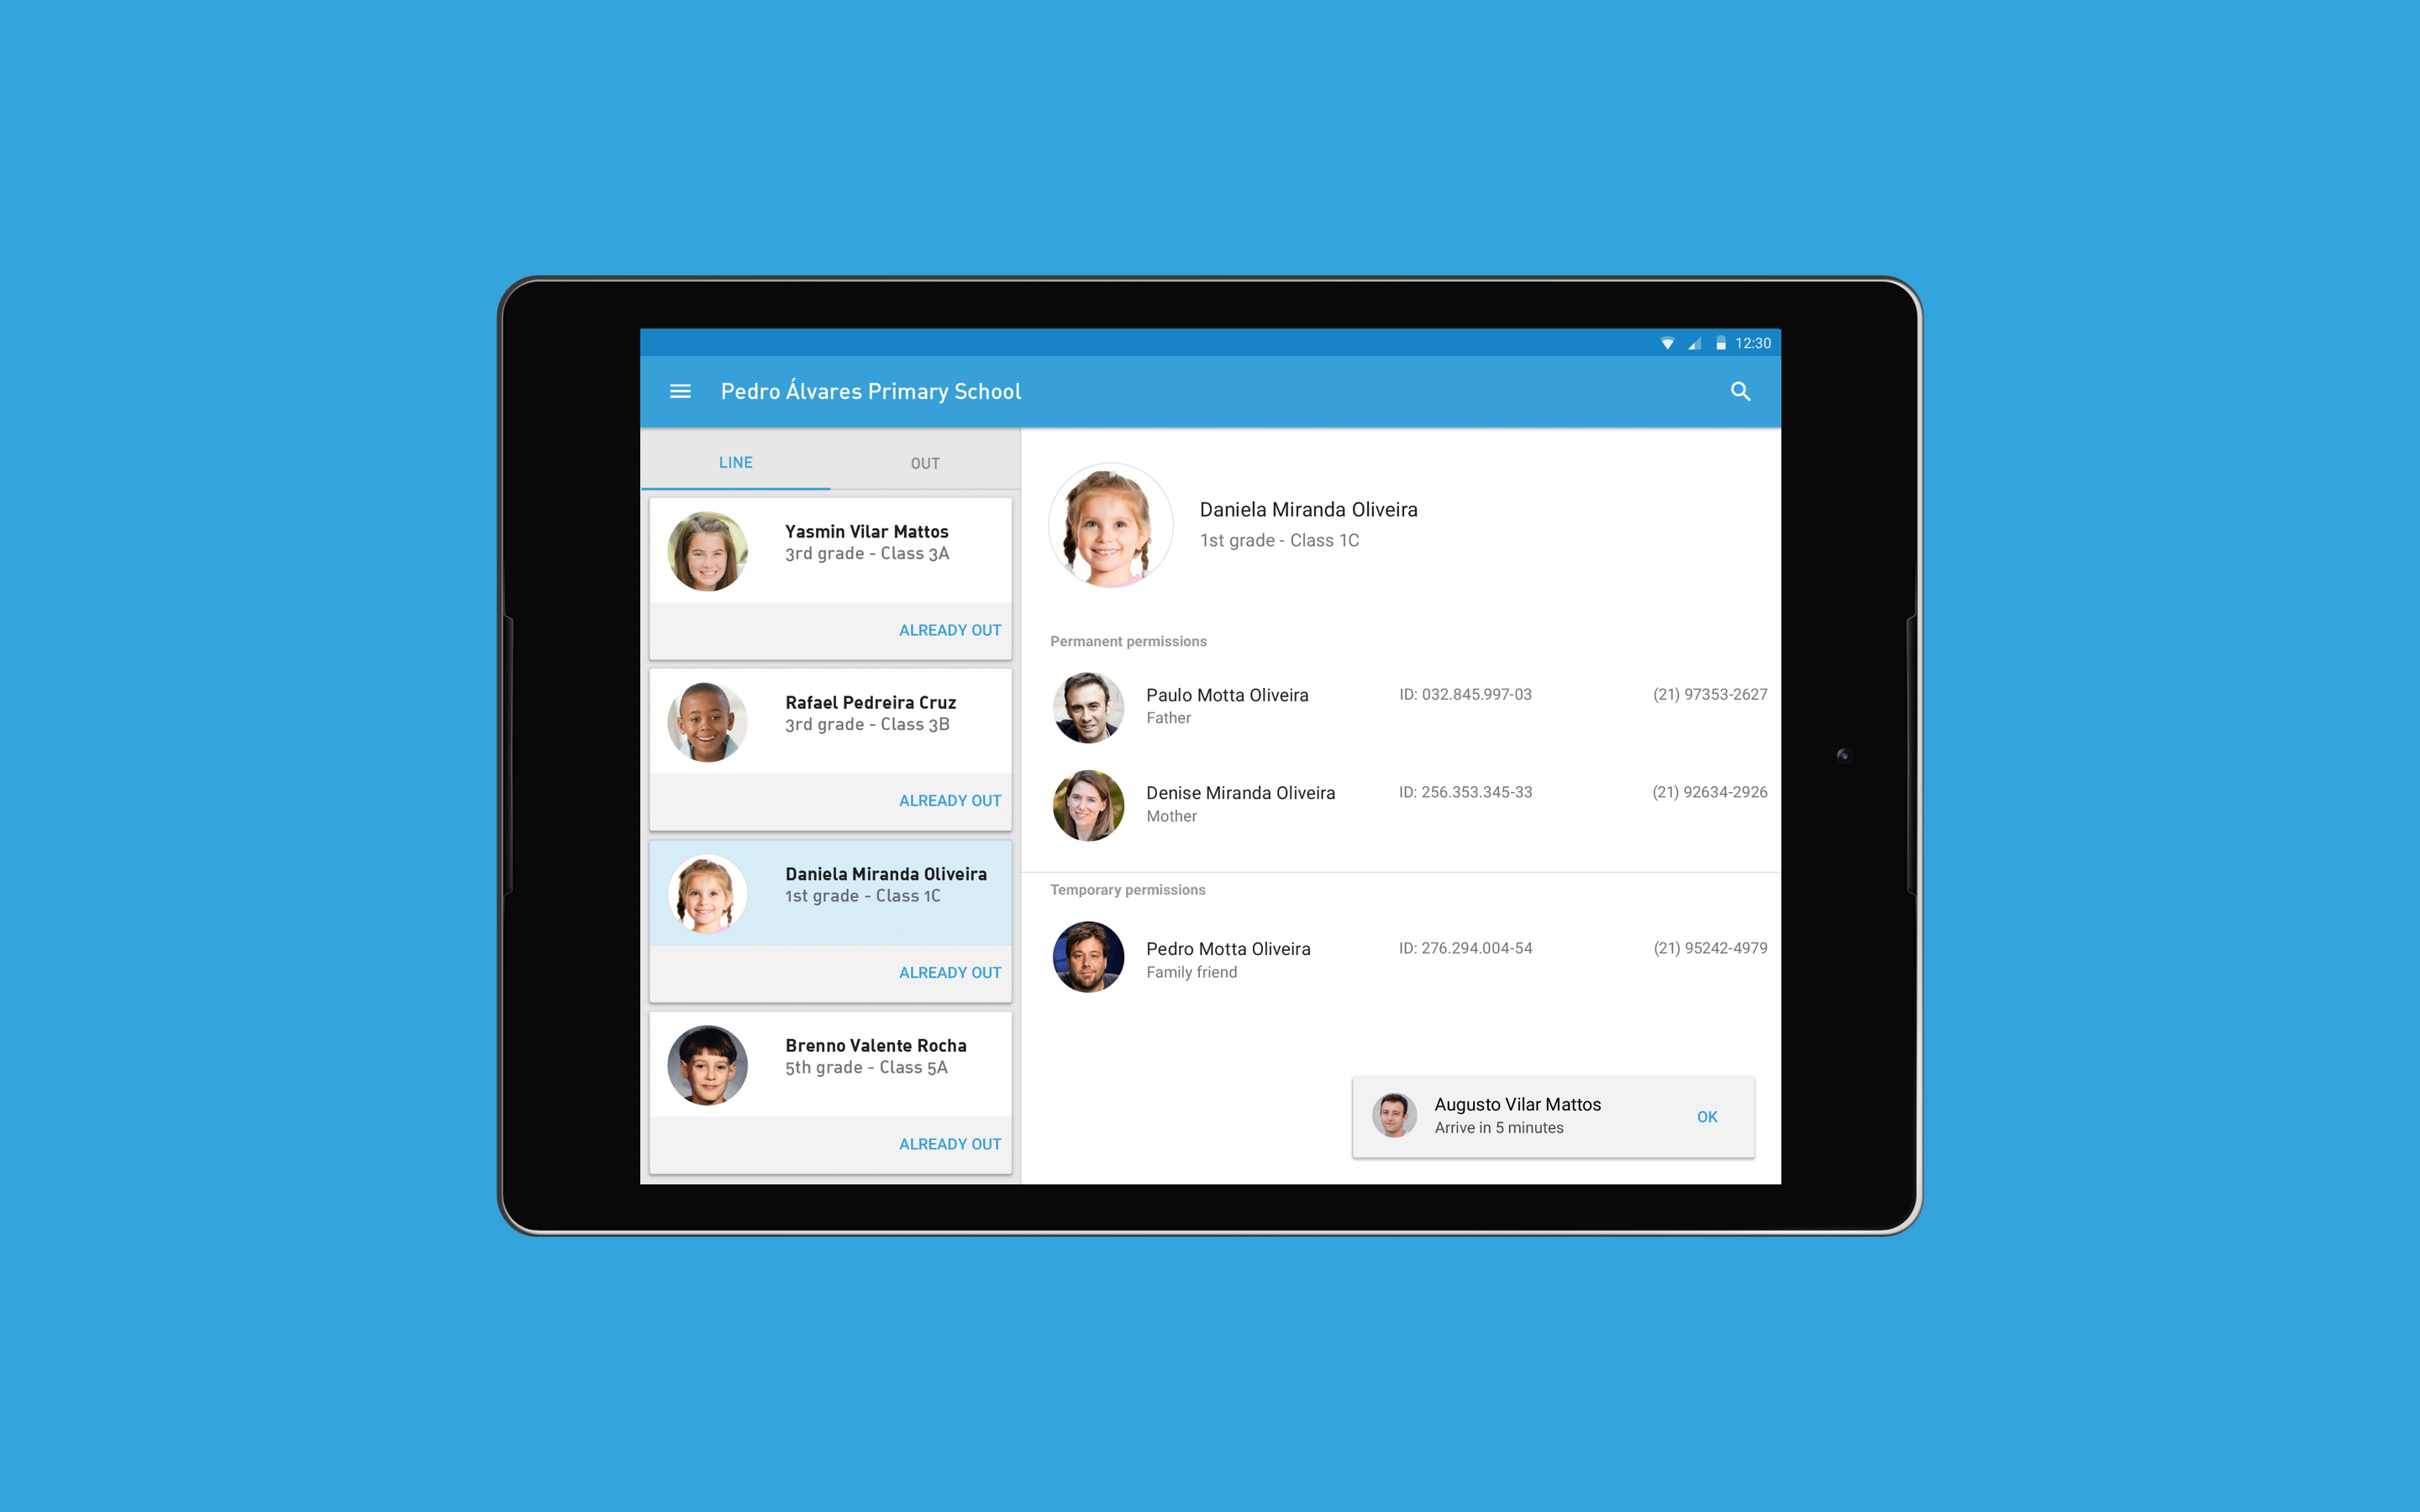 12:30
Pedro Álvares Primary School
LINE
OUT
Yasmin Vilar Mattos
3rd grade - Class 3A
ALREADY OUT
Rafael Pedreira Cruz
3rd grade - Class 3B
ALREADY OUT
Daniela Miranda Oliveira
1st grade - Class 1C
ALREADY OUT
Brenno Valente Rocha
5th grade - Class 5A
ALREADY OUT
Daniela Miranda Oliveira
1st grade - Class 1C
Permanent permissions
Paulo Motta Oliveira
Father
ID: 032.845.997-03
(21) 97353-2627
Denise Miranda Oliveira
Mother
ID: 256.353.345-33
(21) 92634-2926
Temporary permissions
Pedro Motta Oliveira
Family friend
ID: 276.294.004-54
(21) 95242-4979
Augusto Vilar Mattos
Arrive in 5 minutes
OK